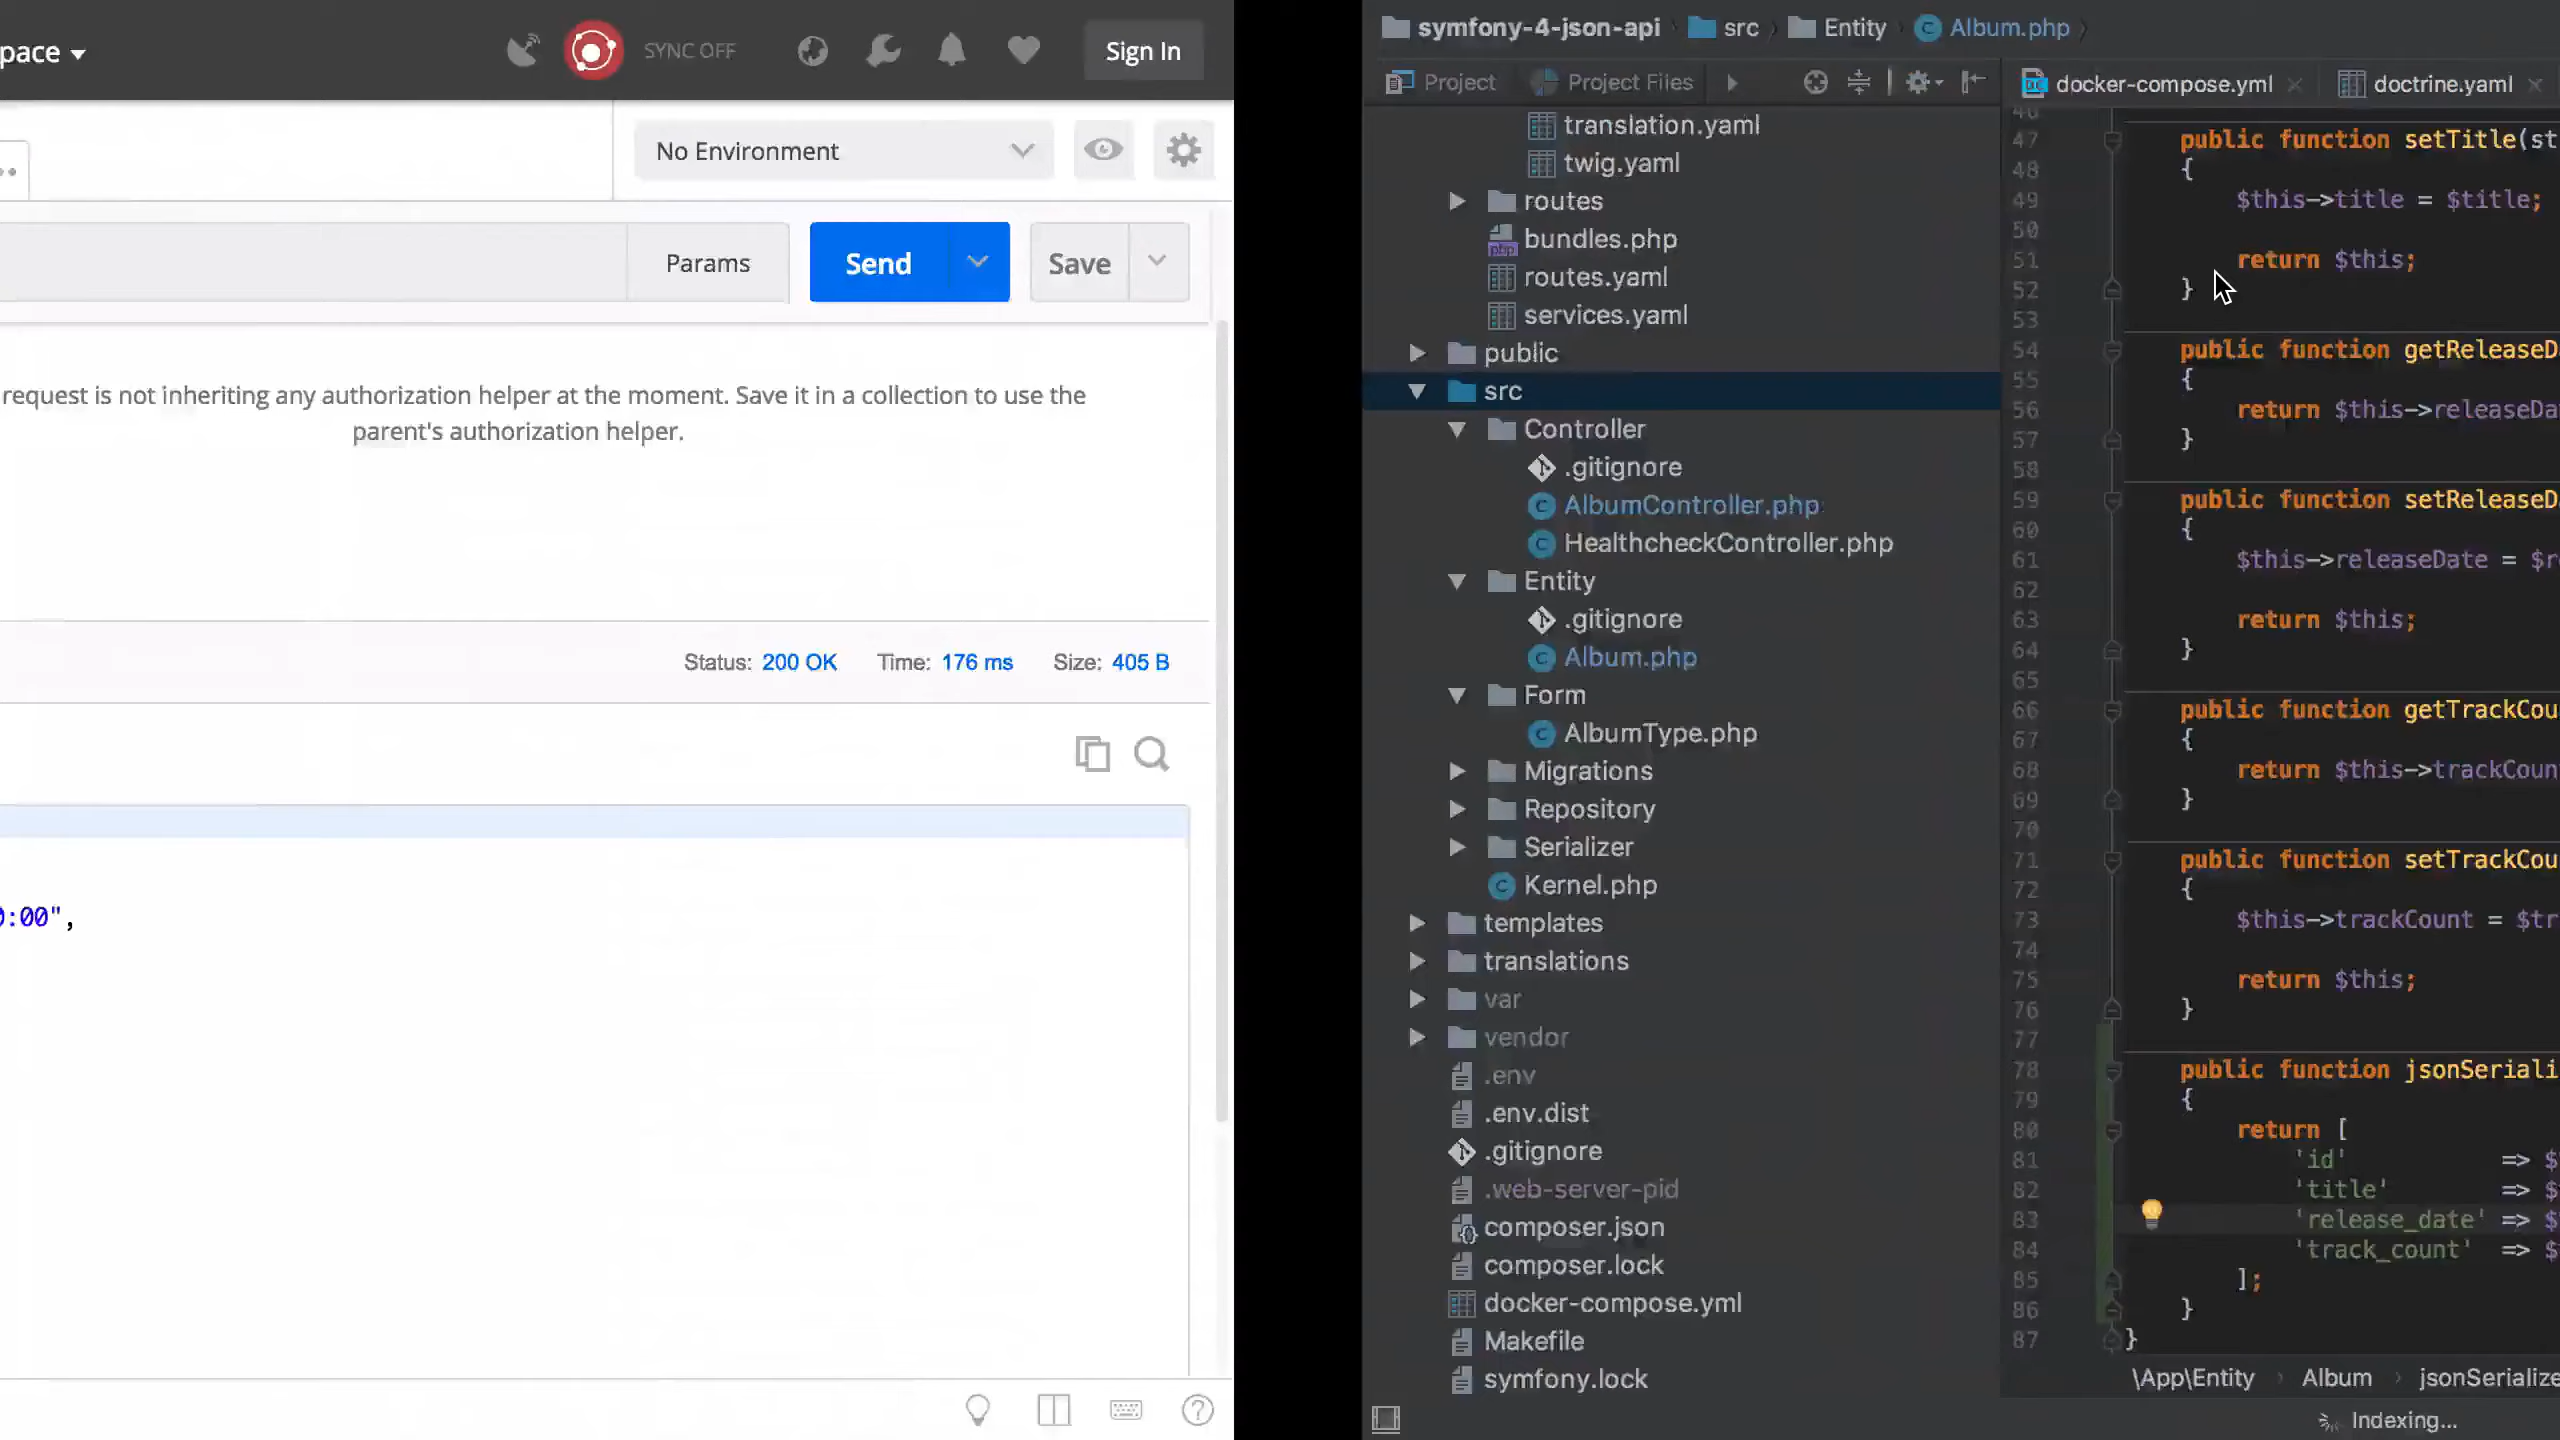 pace
SYNC OFF
Sign In
No Environment
Params
Send
Save
request is not inheriting any authorization helper at the moment. Save it in a collection to use the
parent's authorization helper.
Status: 200 OK Time: 176 ms Size: 405 B
:00",
symfony-4-json-api src Entity Album.php
Project Project Files
translation.yaml
twig.yaml
routes
bundles.php
routes.yaml
services.yaml
public
src
Controller
.gitignore
AlbumController.php
HealthcheckController.php
Entity
.gitignore
Album.php
Form
AlbumType.php
Migrations
Repository
Serializer
Kernel.php
templates
translations
var
vendor
.env
.env.dist
.gitignore
.web-server-pid
composer.json
composer.lock
docker-compose.yml
Makefile
symfony.lock
docker-compose.yml doctrine.yaml
46
47 public function setTitle(st
48 {
49 $this->title = $title;
50
51 return $this;
52 }
53
54 public function getReleaseD
55 {
56 return $this->releaseDa
57 }
58
59 public function setReleaseD
60 {
61 $this->releaseDate = $r
62
63 return $this;
64 }
65
66 public function getTrackCou
67 {
68 return $this->trackCoun
69 }
70
71 public function setTrackCou
72 {
73 $this->trackCount = $tr
74
75 return $this;
76 }
77
78 public function jsonSeriali
79 {
80 return [
81 'id' => $
82 'title' => $
83 'release_date' => $
84 'track_count' => $
85 ];
86 }
87 }
\App\Entity Album jsonSerialize
Indexing...